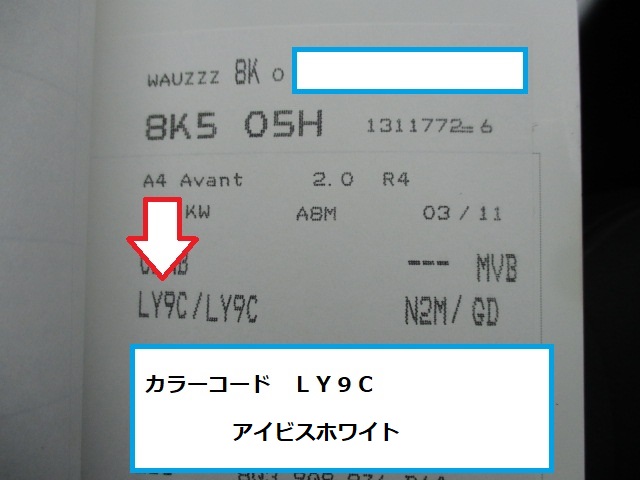 WAUZZZ 8K 0
8K5 05H 1311772=6
A4 Avant 2.0 R4
KW A8M 03/11
--- MVB
LY9C/LY9C N2M/GD
カラーコード ＬＹ９Ｃ
アイビスホワイト